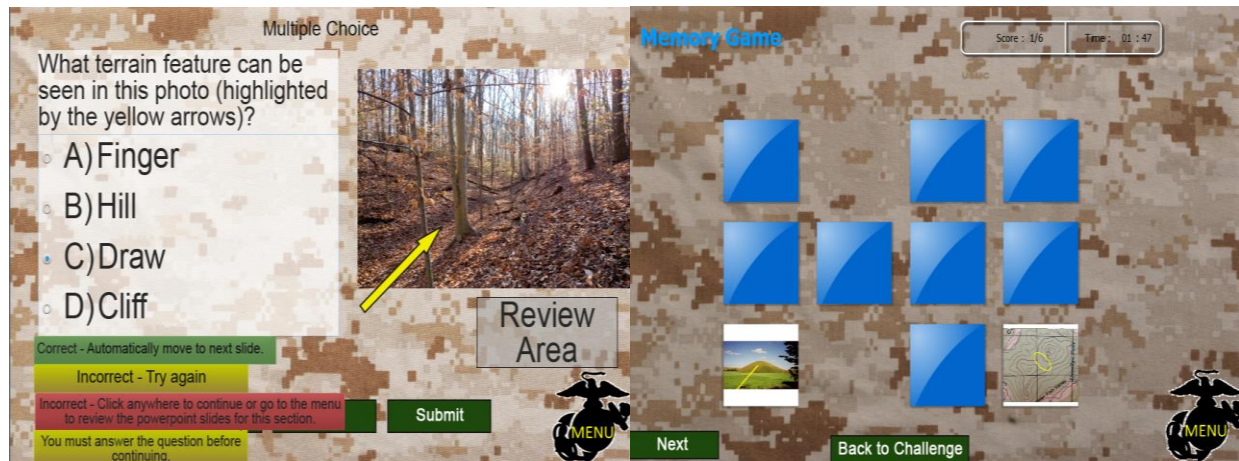 Multiple Choice
What terrain feature can be
seen in this photo (highlighted
by the yellow arrows)?
A) Finger
B) Hill
C) Draw
D) Cliff
Review
Area
Correct - Automatically move to next slide.
Incorrect - Try again
Incorrect - Click anywhere to continue or go to the menu
to review the powerpoint slides for this section.
You must answer the question before
continuing.
Submit
MENU
Memory Game
Score : 1/6
Time : 01 : 47
USMC
Next
Back to Challenge
MENU